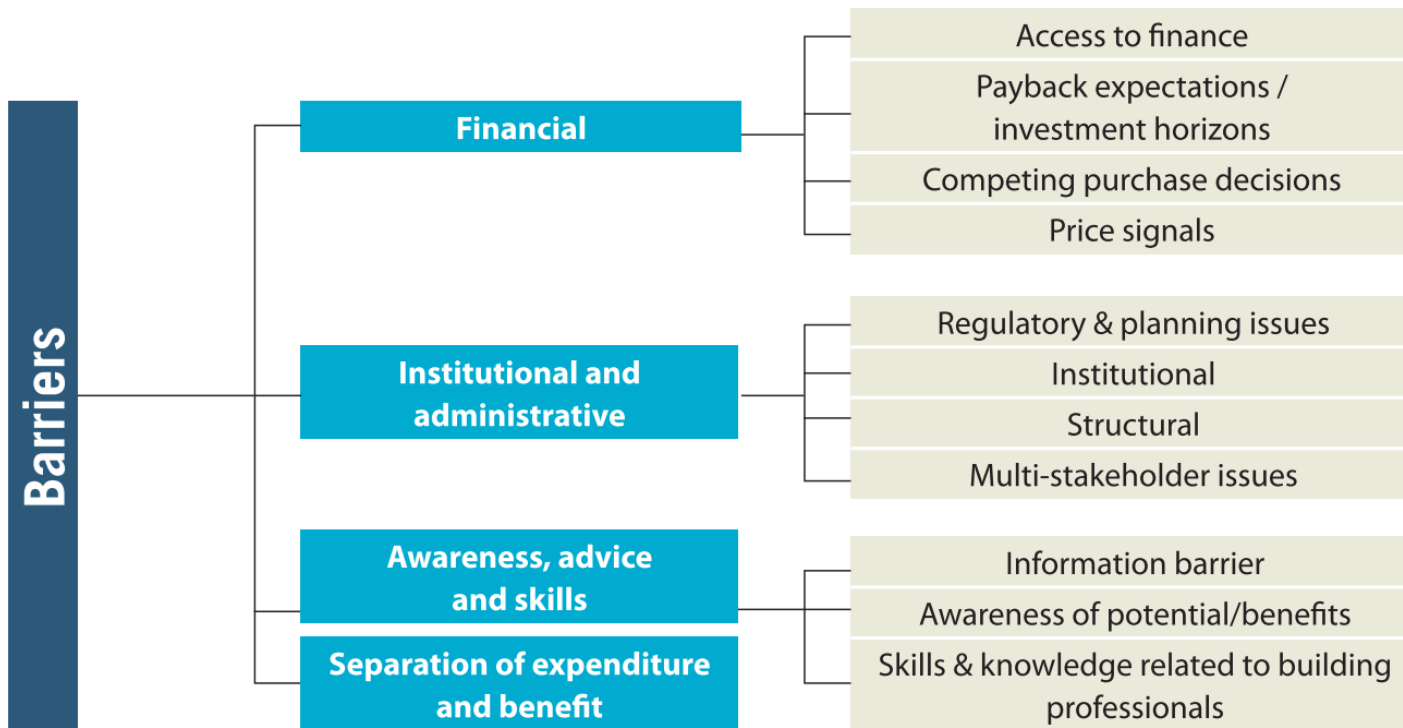 Barriers
Financial
Access to finance
Payback expectations /
investment horizons
Competing purchase decisions
Price signals
Institutional and
administrative
Regulatory & planning issues
Institutional
Structural
Multi-stakeholder issues
Awareness, advice
and skills
Information barrier
Awareness of potential/benefits
Skills & knowledge related to building
professionals
Separation of expenditure
and benefit